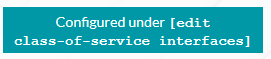 Configured under [edit
class-of-service interfaces]